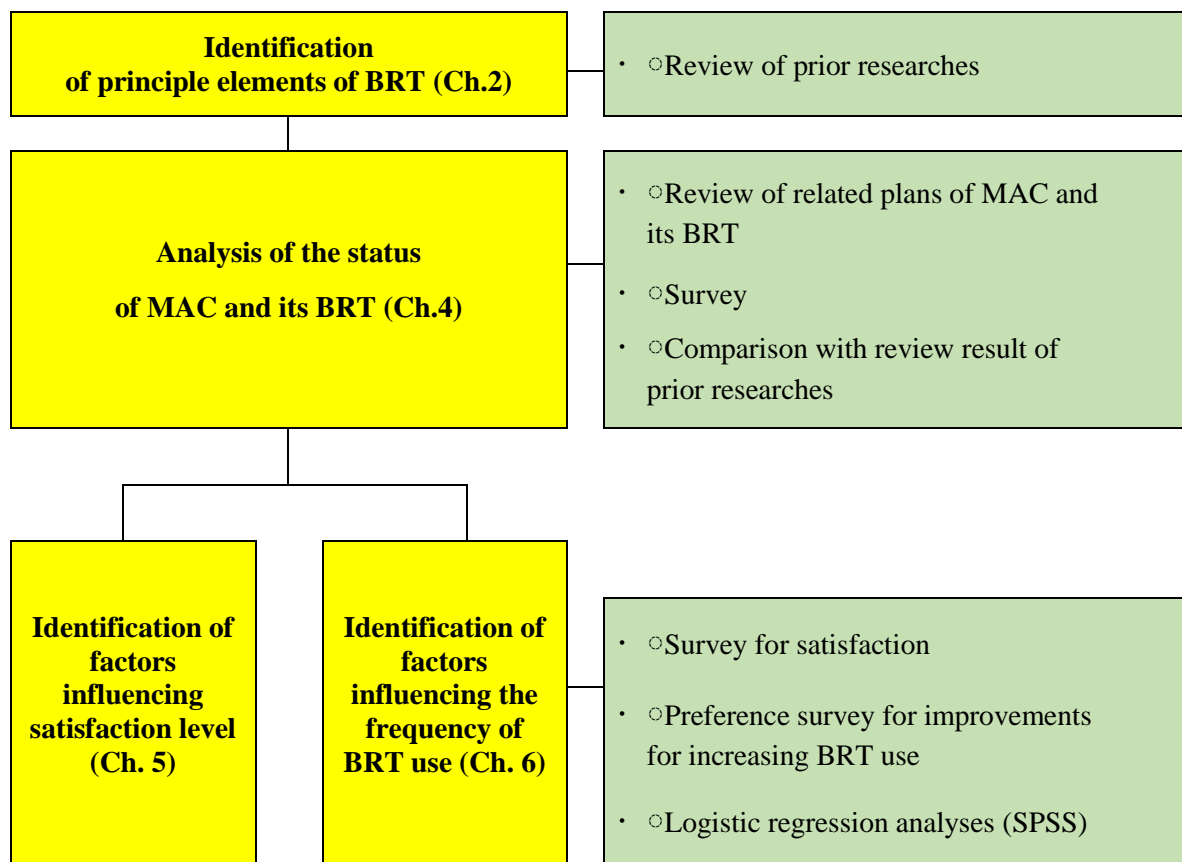 Identification
of principle elements of BRT (Ch.2)
· ◌Review of prior researches
Analysis of the status
of MAC and its BRT (Ch.4)
· ◌Review of related plans of MAC and
its BRT
· ◌Survey
· ◌Comparison with review result of
prior researches
Identification of
factors
influencing
satisfaction level
(Ch. 5)
Identification of
factors
influencing the
frequency of
BRT use (Ch. 6)
· ◌Survey for satisfaction
· ◌Preference survey for improvements
for increasing BRT use
· ◌Logistic regression analyses (SPSS)